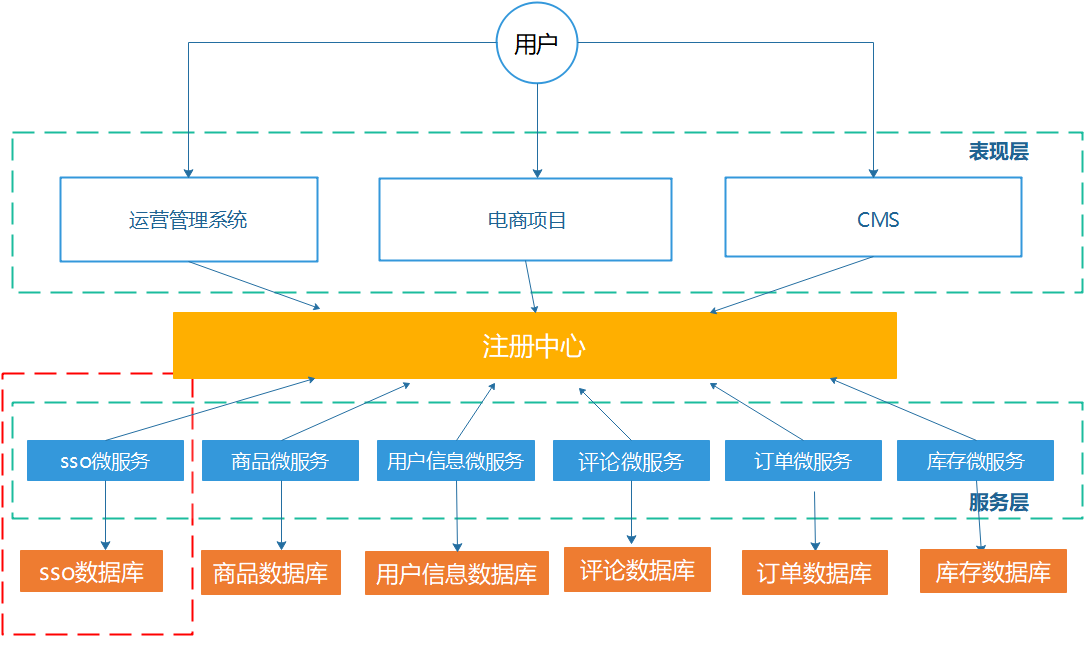 用户
表现层
运营管理系统
电商项目
CMS
注册中心
sso微服务
商品微服务
用户信息微服务
评论微服务
订单微服务
库存微服务
服务层
sso数据库
商品数据库
用户信息数据库
评论数据库
订单数据库
库存数据库